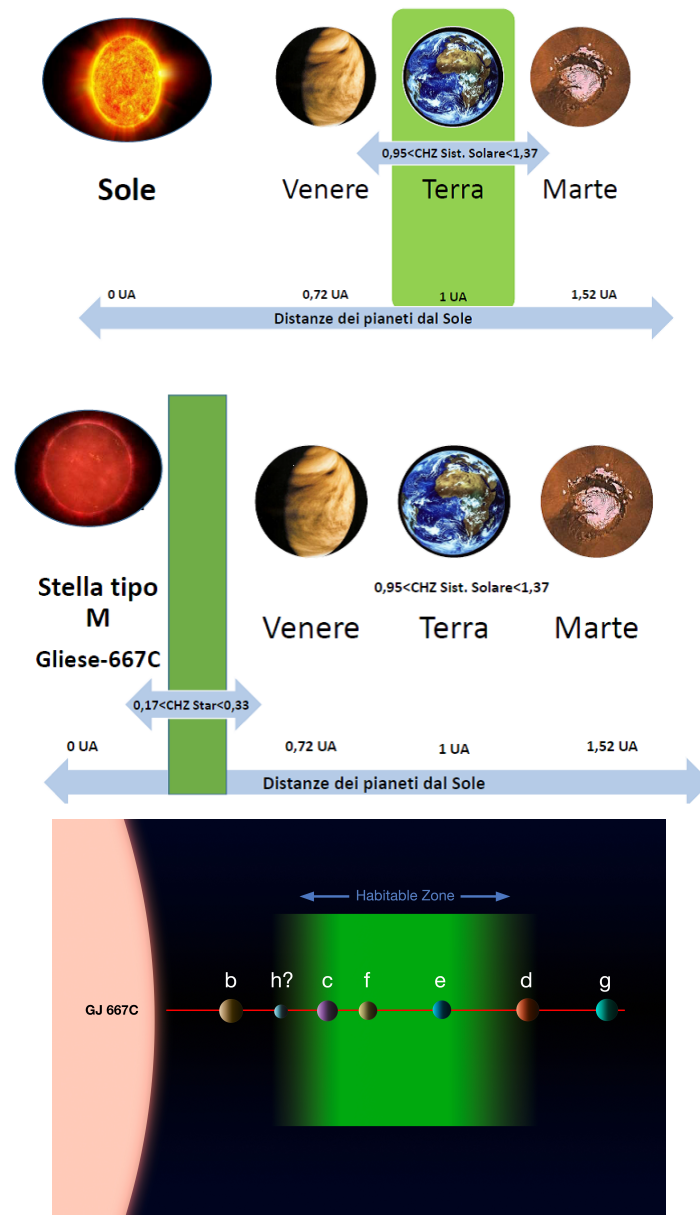 0,95<CHZ Sist. Solare<1,37
Sole
Venere
Terra
Marte
0 UA
0,72 UA
1 UA
1,52 UA
Distanze dei pianeti dal Sole
Stella tipo
M
Gliese-667C
0,95<CHZ Sist. Solare<1,37
Venere
Terra
Marte
0,17<CHZ Star<0,33
0 UA
0,72 UA
1 UA
1,52 UA
Distanze dei pianeti dal Sole
Habitable Zone
b
h?
c
f
e
d
g
GJ 667C